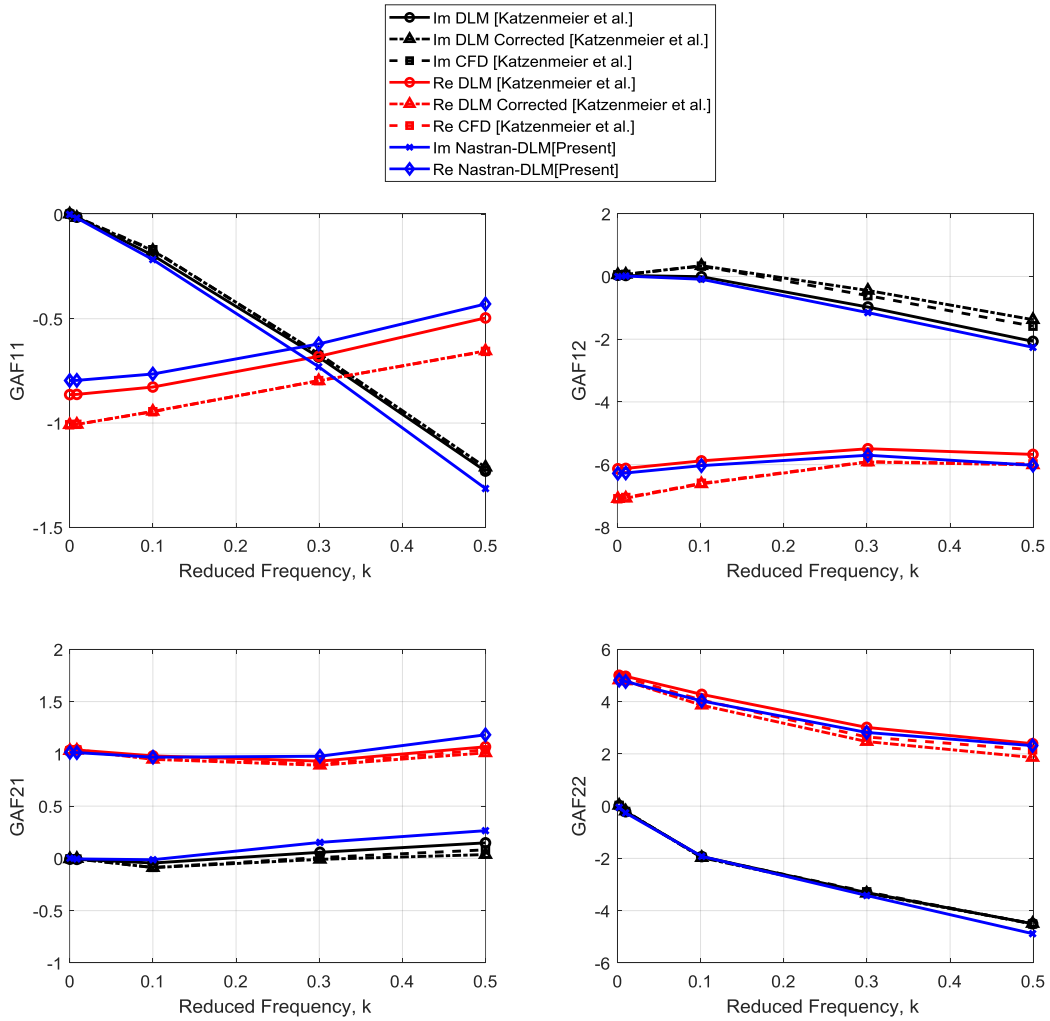 Im DLM [Katzenmeier et al.]
Im DLM Corrected [Katzenmeier et al.]
Im CFD [Katzenmeier et al.]
Re DLM [Katzenmeier et al.]
Re DLM Corrected [Katzenmeier et al.]
Re CFD [Katzenmeier et al.]
Im Nastran-DLM[Present]
Re Nastran-DLM[Present]
0
-0.5
-1
-1.5
GAF11
0 0.1 0.2 0.3 0.4 0.5
Reduced Frequency, k
2
0
-2
-4
-6
-8
GAF12
0 0.1 0.2 0.3 0.4 0.5
Reduced Frequency, k
2
1.5
1
0.5
0
-0.5
-1
GAF21
0 0.1 0.2 0.3 0.4 0.5
Reduced Frequency, k
6
4
2
0
-2
-4
-6
GAF22
0 0.1 0.2 0.3 0.4 0.5
Reduced Frequency, k